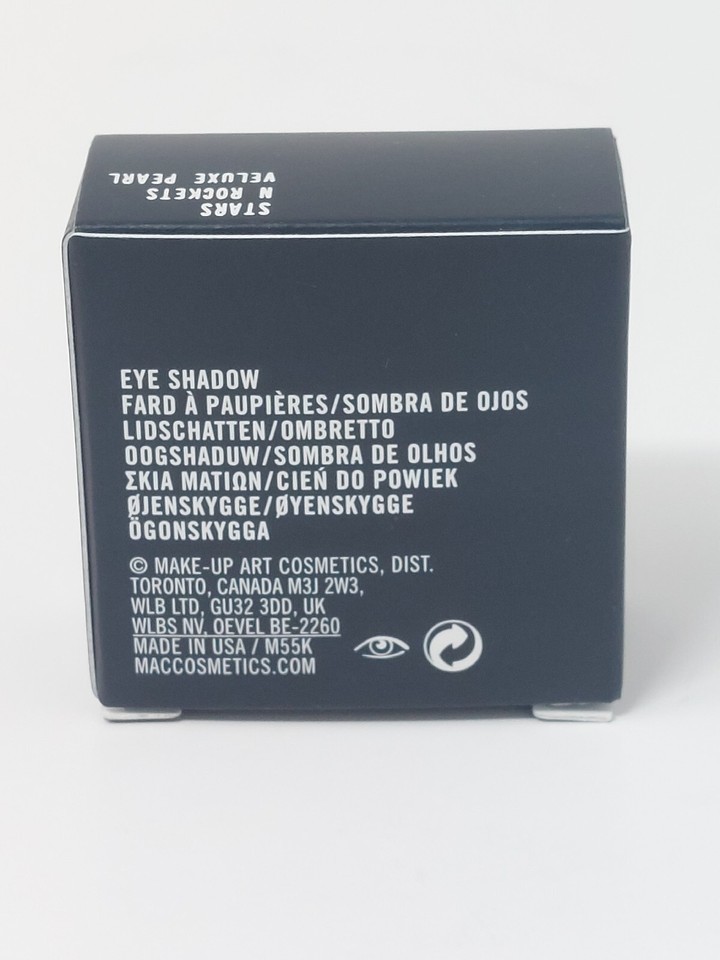 STARS
N ROCKETS
VELUXE PEARL
EYE SHADOW
FARD À PAUPIÈRES/SOMBRA DE OJOS
LIDSCHATTEN/OMBRETTO
OOGSHADUW/SOMBRA DE OLHOS
ΣΚΙΑ ΜΑΤΙΩΝ/CIEŃ DO POWIEK
ØJENSKYGGE/ØYENSKYGGE
ÖGONSKYGGA
© MAKE-UP ART COSMETICS, DIST.
TORONTO, CANADA M3J 2W3,
WLB LTD, GU32 3DD, UK
WLBS NV, OEVEL BE-2260
MADE IN USA / M55K
MACCOSMETICS.COM